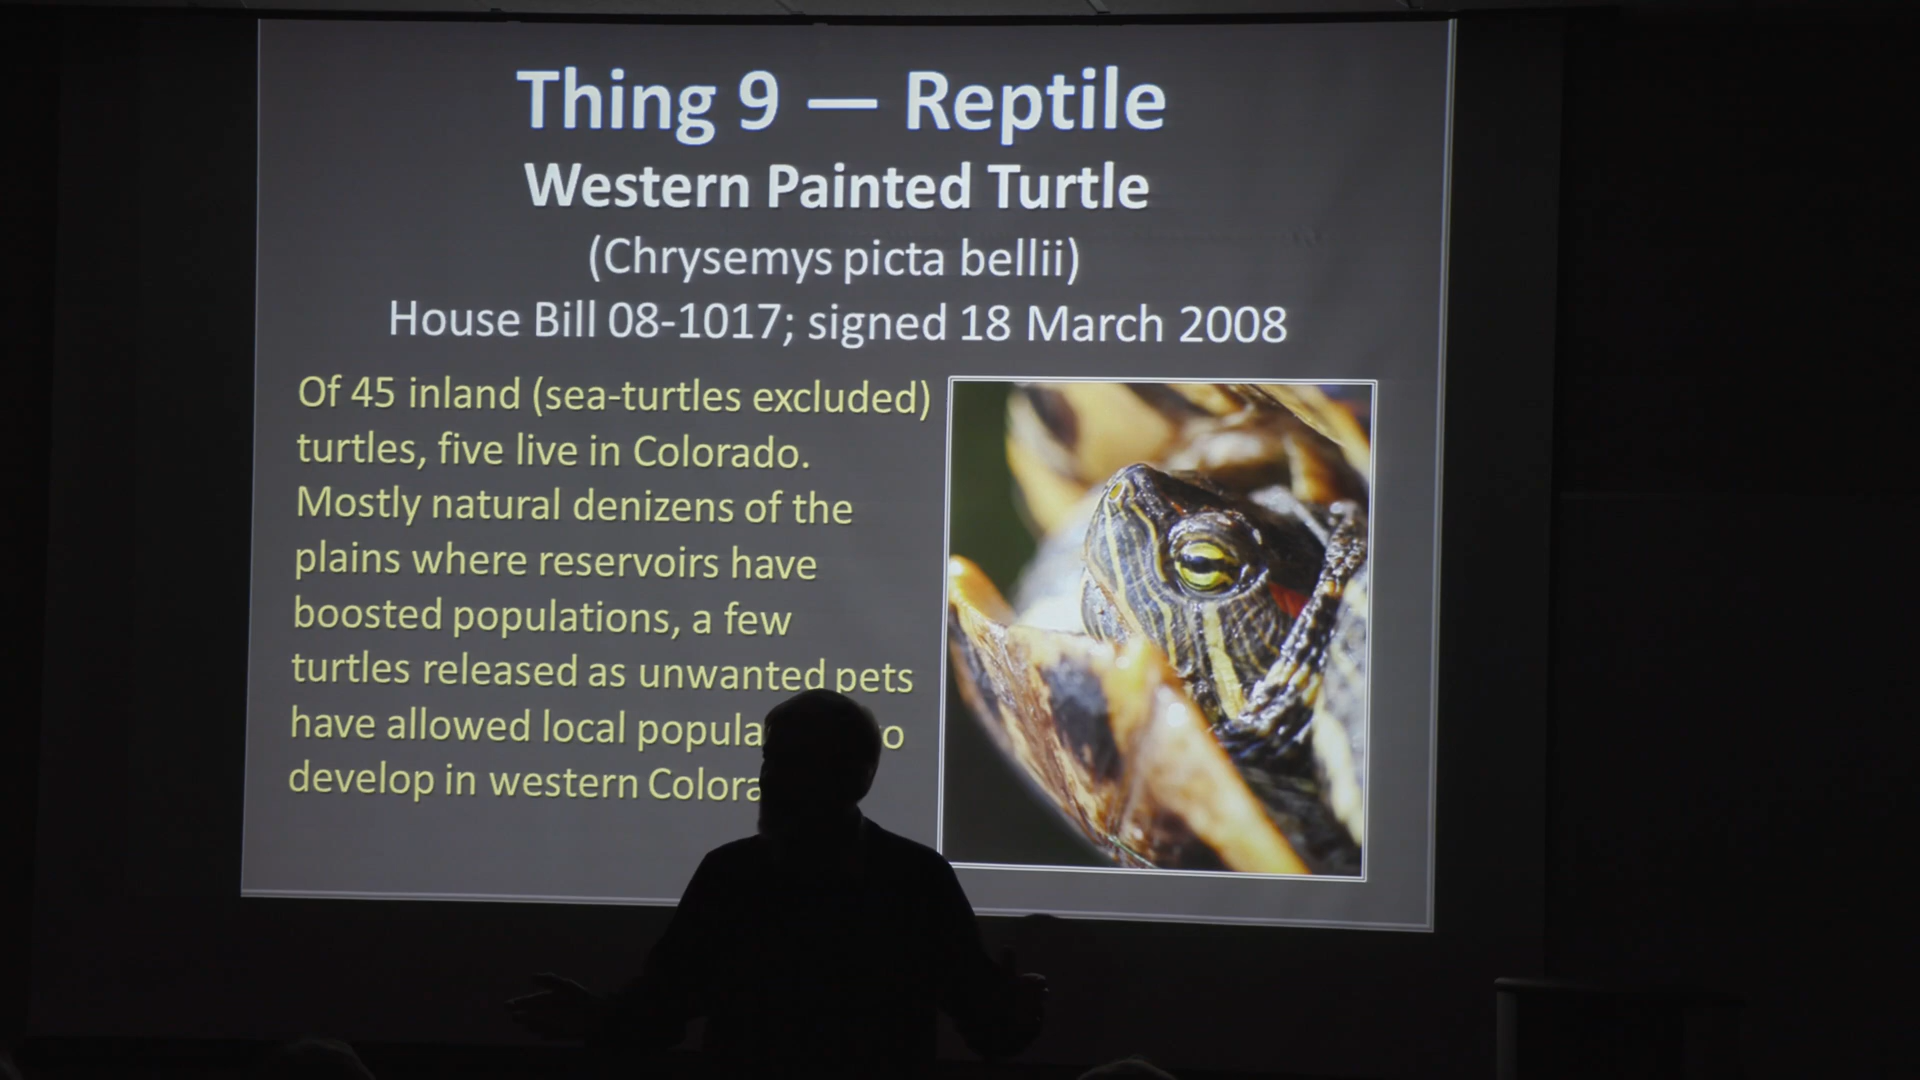 Thing 9 — Reptile
Western Painted Turtle
(Chrysemys picta bellii)
House Bill 08-1017; signed 18 March 2008
Of 45 inland (sea-turtles excluded)
turtles, five live in Colorado.
Mostly natural denizens of the
plains where reservoirs have
boosted populations, a few
turtles released as unwanted pets
have allowed local
develop in western